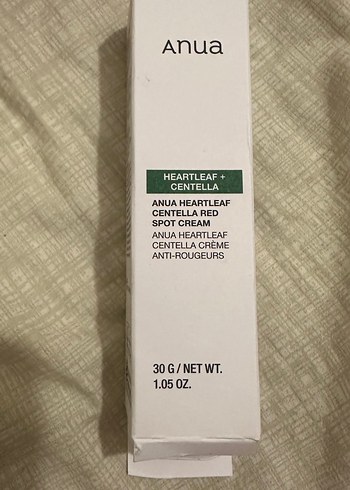 Anua
HEARTLEAF +
CENTELLA
ANUA HEARTLEAF
CENTELLA RED
SPOT CREAM
ANUA HEARTLEAF
CENTELLA CRÈME
ANTI-ROUGEURS
30 G / NET WT.
1.05 OZ.